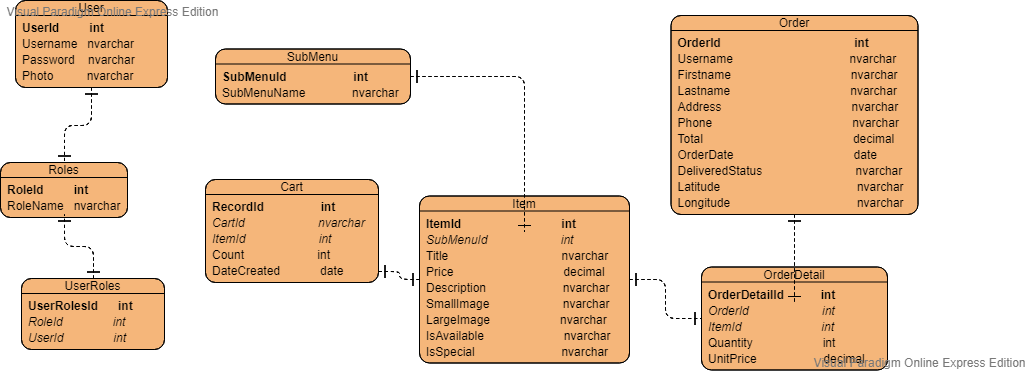 Visual Paradigm Online Express Edition
User
UserId int
Username nvarchar
Password nvarchar
Photo nvarchar
Roles
RoleId int
RoleName nvarchar
UserRoles
UserRolesId int
RoleId int
UserId int
SubMenu
SubMenuId int
SubMenuName nvarchar
Cart
RecordId int
CartId nvarchar
ItemId int
Count int
DateCreated date
Item
ItemId int
SubMenuId int
Title nvarchar
Price decimal
Description nvarchar
SmallImage nvarchar
LargeImage nvarchar
IsAvailable nvarchar
IsSpecial nvarchar
Order
OrderId int
Username nvarchar
Firstname nvarchar
Lastname nvarchar
Address nvarchar
Phone nvarchar
Total decimal
OrderDate date
DeliveredStatus nvarchar
Latitude nvarchar
Longitude nvarchar
OrderDetail
OrderDetailId int
OrderId int
ItemId int
Quantity int
UnitPrice decimal
Visual Paradigm Online Express Edition